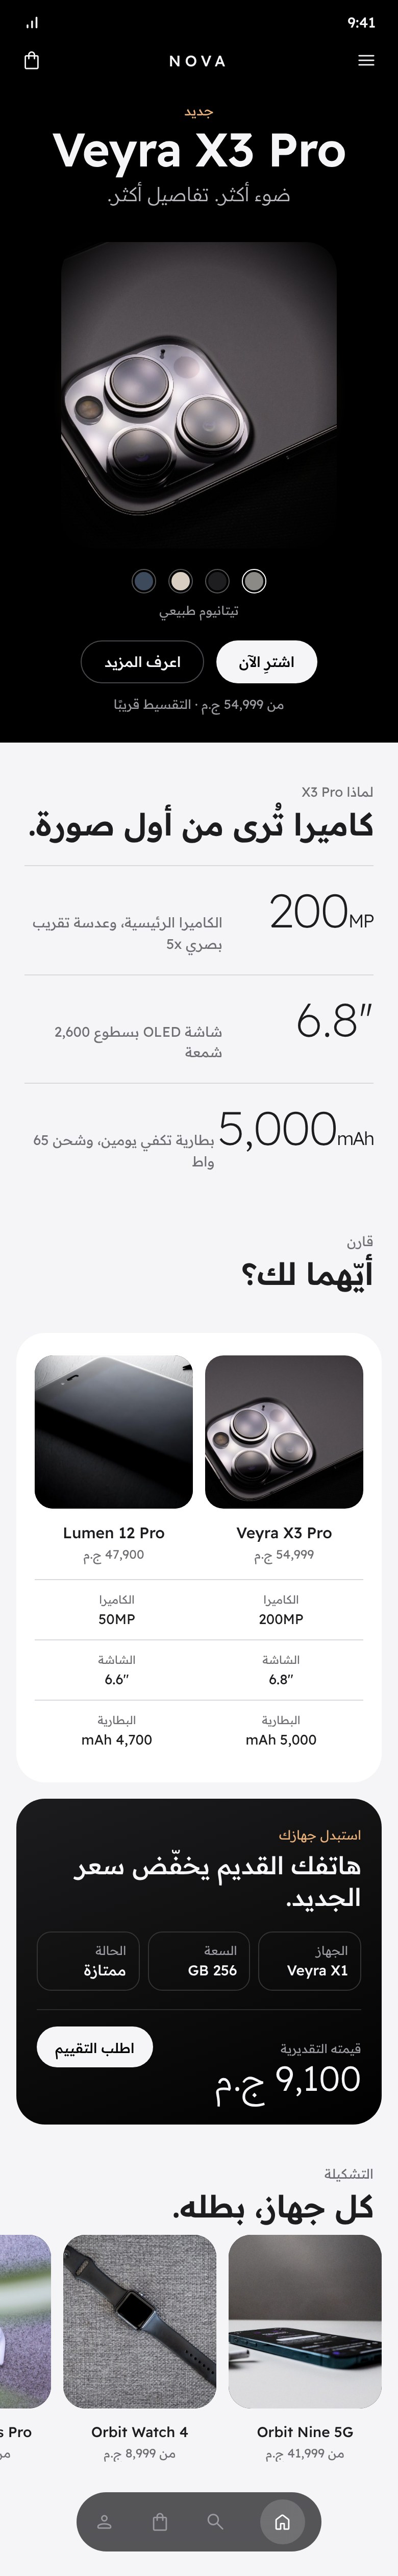 9:41
NOVA
جديد
Veyra X3 Pro
ضوء أكثر. تفاصيل أكثر.
تيتانيوم طبيعي
اشترِ الآن
اعرف المزيد
من 54,999 ج.م · التقسيط قريبًا
لماذا X3 Pro
كاميرا تُرى من أول صورة.
200MP
الكاميرا الرئيسية، وعدسة تقريب
بصري 5x
6.8″
شاشة OLED بسطوع 2,600
شمعة
5,000mAh
بطارية تكفي يومين، وشحن 65
واط
قارن
أيّهما لك؟
Veyra X3 Pro
54,999 ج.م
Lumen 12 Pro
47,900 ج.م
الكاميرا
200MP
الكاميرا
50MP
الشاشة
6.8″
الشاشة
6.6″
البطارية
5,000 mAh
البطارية
4,700 mAh
استبدل جهازك
هاتفك القديم يخفّض سعر
الجديد.
الجهاز
Veyra X1
السعة
256 GB
الحالة
ممتازة
قيمته التقديرية
9,100 ج.م
اطلب التقييم
التشكيلة
كل جهاز، بطله.
Orbit Nine 5G
من 41,999 ج.م
Orbit Watch 4
من 8,999 ج.م
s Pro
من